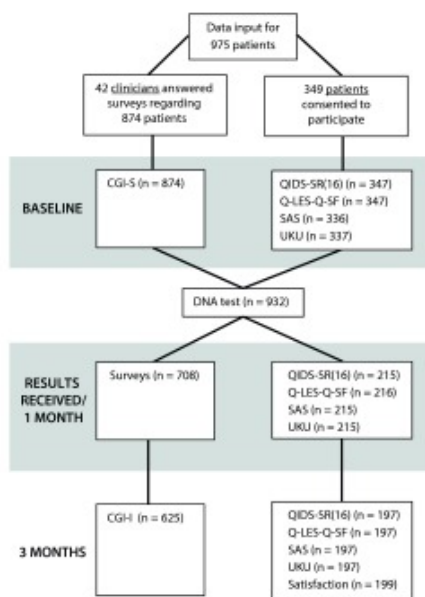 Data input for
975 patients
42 clinicians answered
surveys regarding
874 patients
349 patients
consented to
participate
BASELINE
CGI-S (n = 874)
QIDS-SR(16) (n = 347)
Q-LES-Q-SF (n = 347)
SAS (n = 336)
UKU (n = 337)
DNA test (n = 932)
RESULTS
RECEIVED/
1 MONTH
Surveys (n = 708)
QIDS-SR(16) (n = 215)
Q-LES-Q-SF (n = 216)
SAS (n = 215)
UKU (n = 215)
3 MONTHS
CGI-I (n = 625)
QIDS-SR(16) (n = 197)
Q-LES-Q-SF (n = 197)
SAS (n = 197)
UKU (n = 197)
Satisfaction (n = 199)